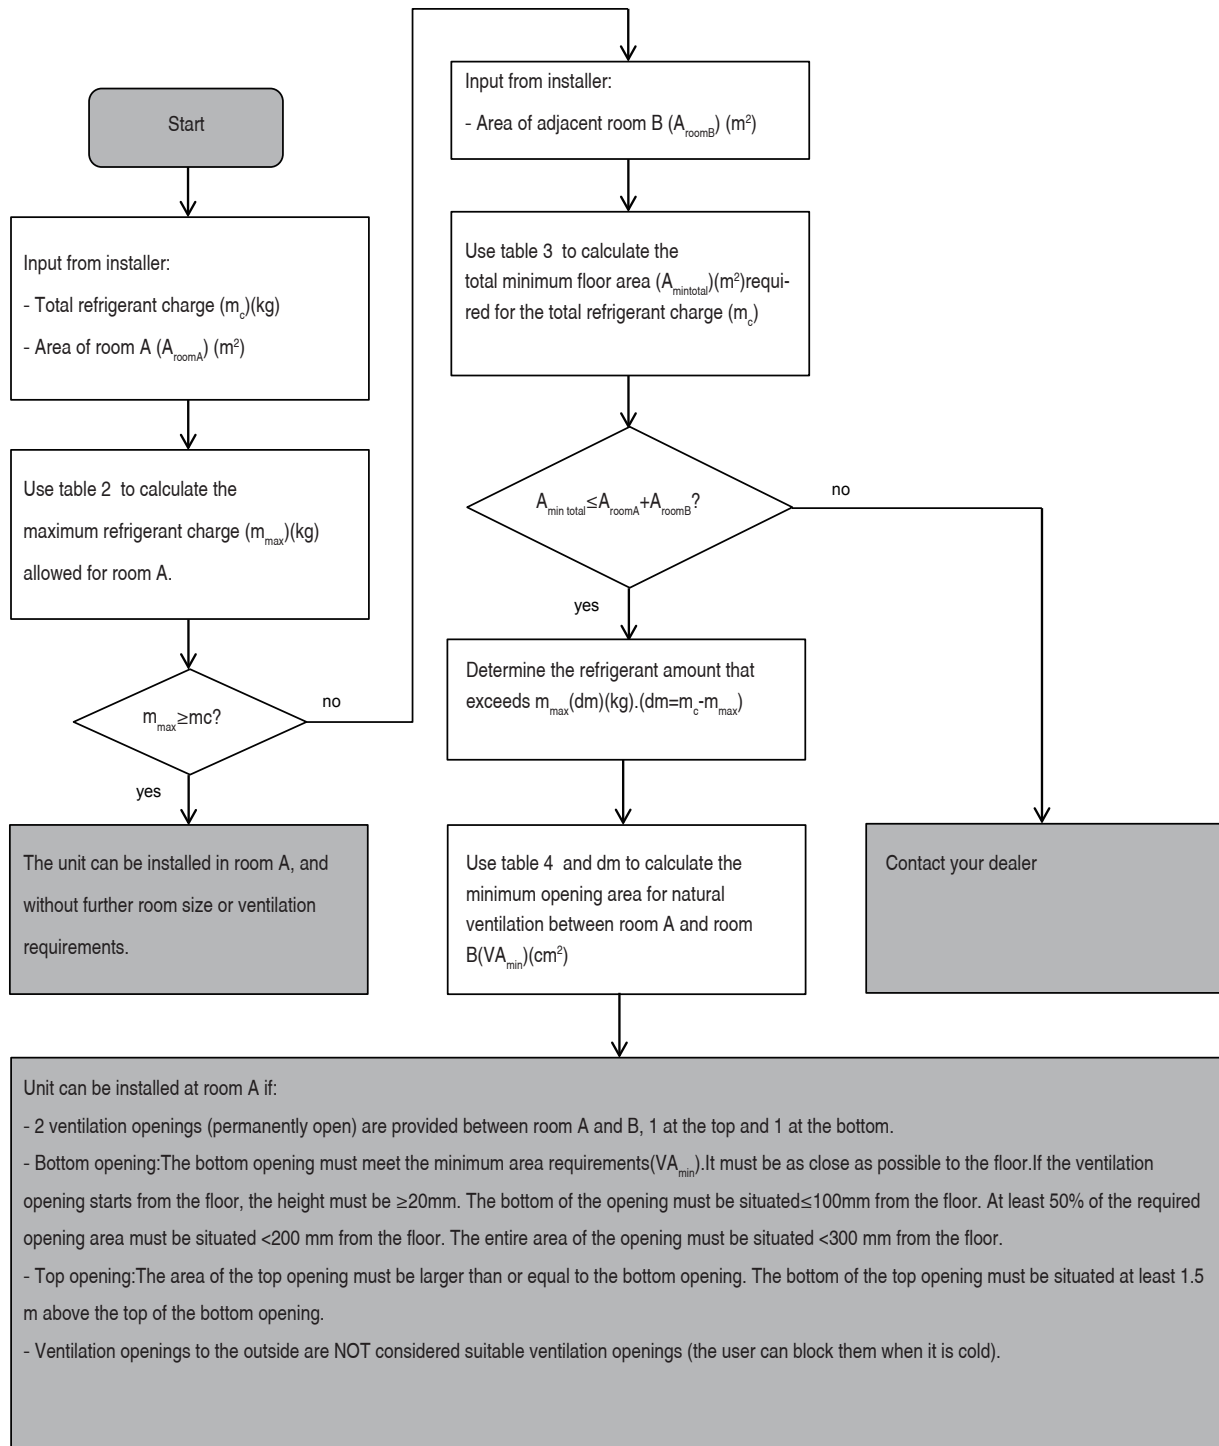 Start
Input from installer:
- Total refrigerant charge (mc)(kg)
- Area of room A (AroomA) (m²)
Use table 2 to calculate the
maximum refrigerant charge (mmax)(kg)
allowed for room A.
mmax≥mc?
no
yes
The unit can be installed in room A, and
without further room size or ventilation
requirements.
Input from installer:
- Area of adjacent room B (AroomB) (m²)
Use table 3 to calculate the
total minimum floor area (Amintotal)(m²)requi-
red for the total refrigerant charge (mc)
Amin total≤AroomA+AroomB?
no
yes
Determine the refrigerant amount that
exceeds mmax(dm)(kg).(dm=mc-mmax)
Use table 4 and dm to calculate the
minimum opening area for natural
ventilation between room A and room
B(VAmin)(cm²)
Contact your dealer
Unit can be installed at room A if:
- 2 ventilation openings (permanently open) are provided between room A and B, 1 at the top and 1 at the bottom.
- Bottom opening:The bottom opening must meet the minimum area requirements(VAmin).It must be as close as possible to the floor.If the ventilation
opening starts from the floor, the height must be ≥20mm. The bottom of the opening must be situated≤100mm from the floor. At least 50% of the required
opening area must be situated <200 mm from the floor. The entire area of the opening must be situated <300 mm from the floor.
- Top opening:The area of the top opening must be larger than or equal to the bottom opening. The bottom of the top opening must be situated at least 1.5
m above the top of the bottom opening.
- Ventilation openings to the outside are NOT considered suitable ventilation openings (the user can block them when it is cold).